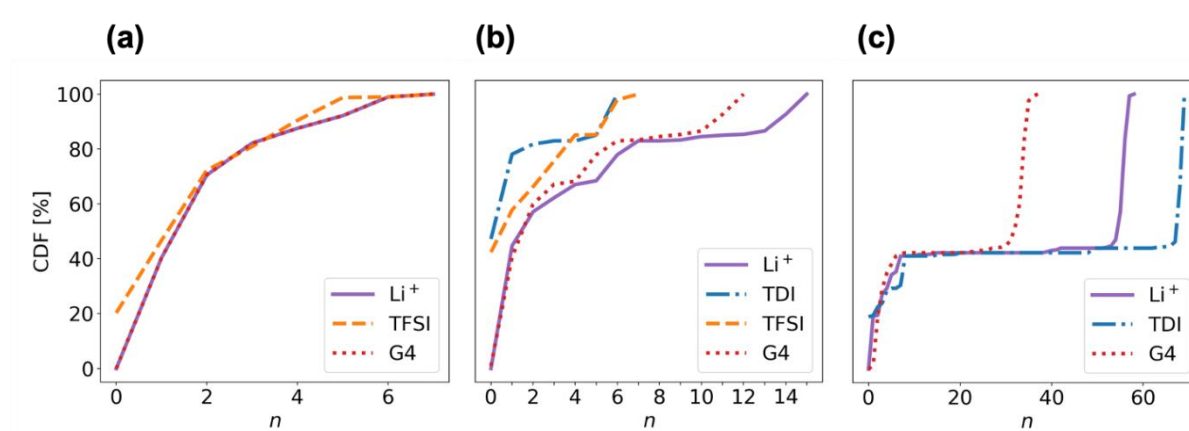 (a) (b) (c)
CDF [%]
100
80
60
40
20
0
0 2 4 6
n
Li+
TFSI
G4
0 2 4 6 8 10 12 14
n
Li+
TDI
TFSI
G4
0 20 40 60
n
Li+
TDI
G4